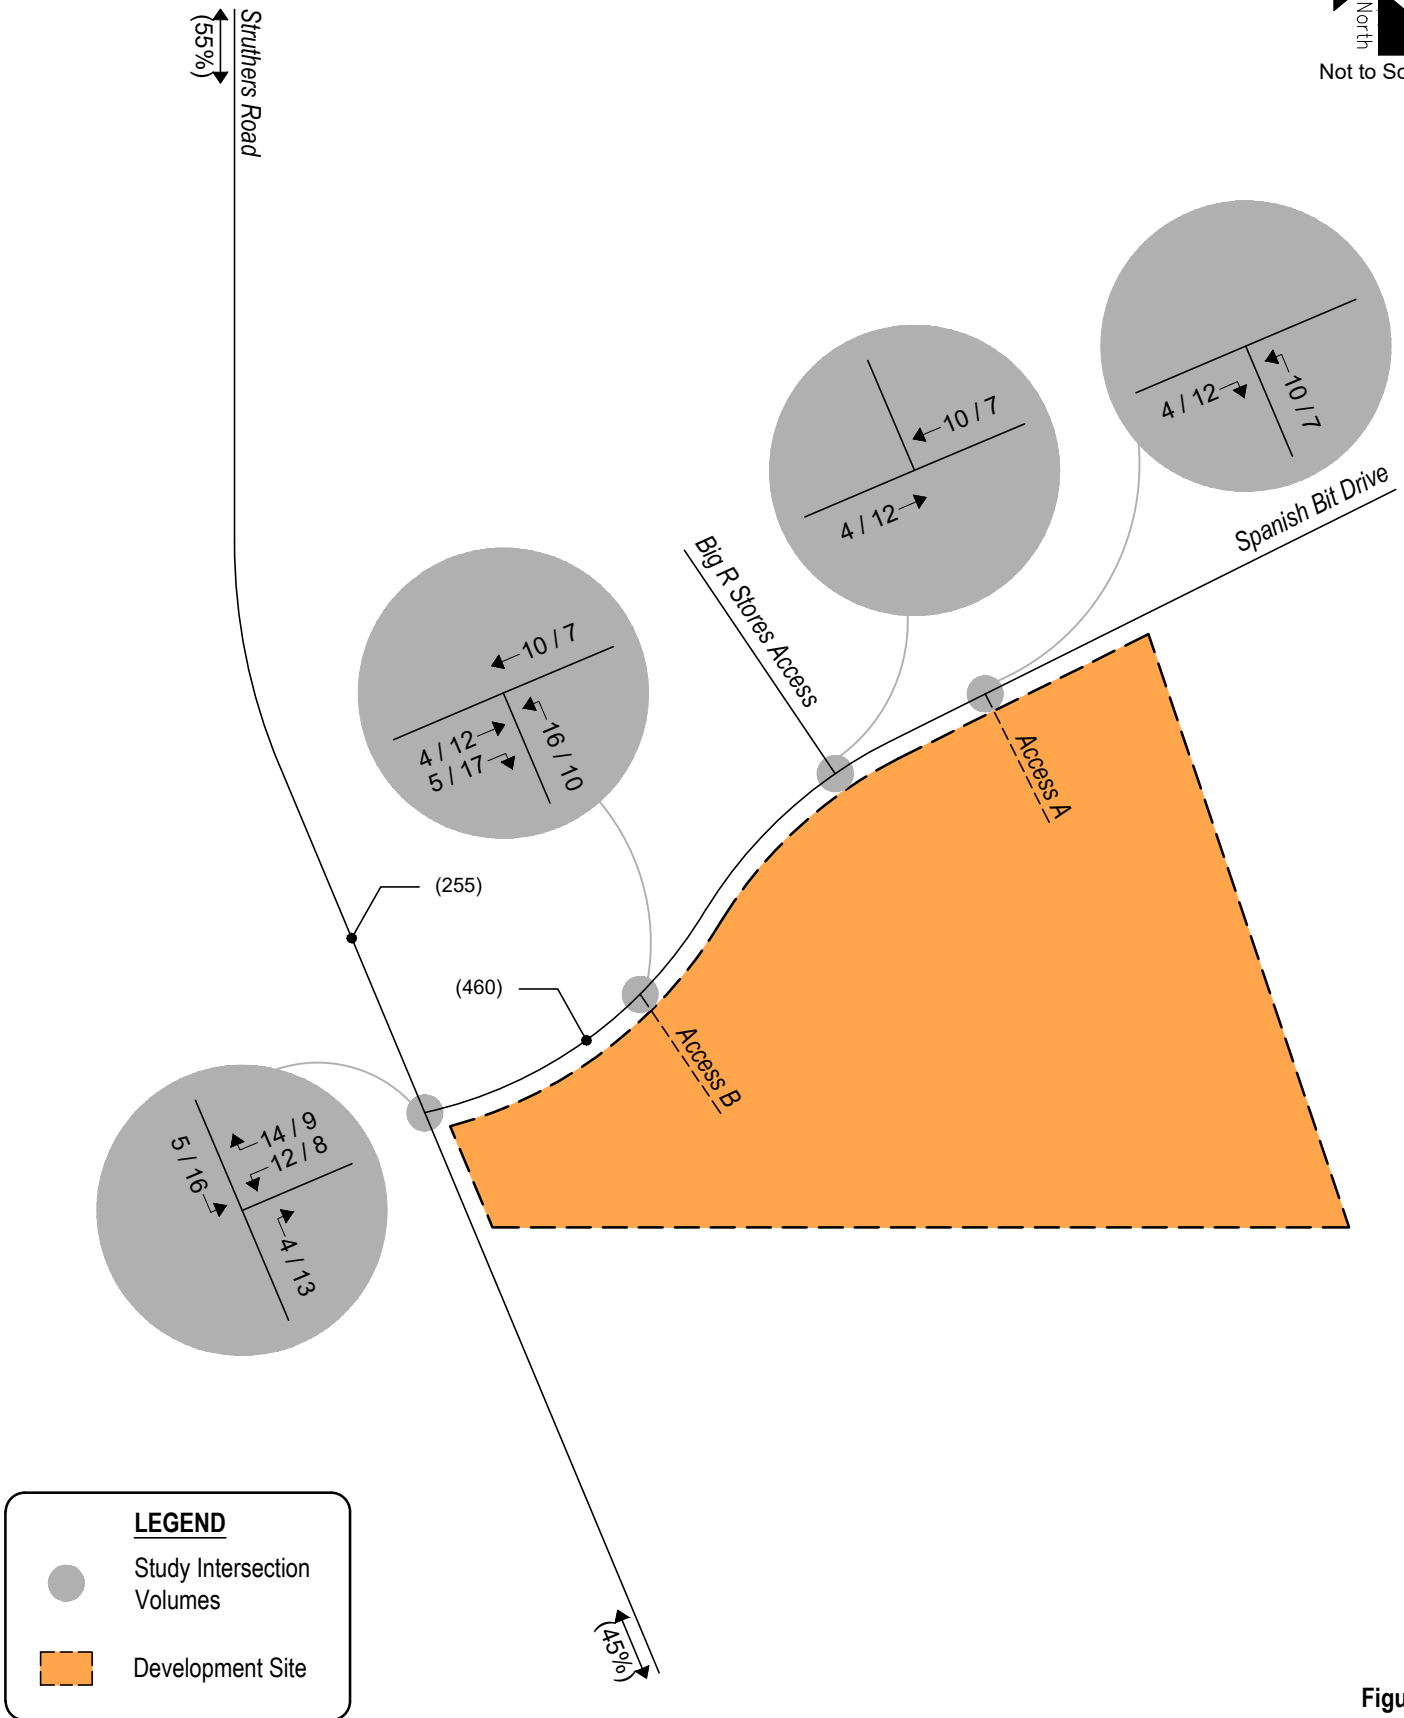 Struthers Road
(55%)
North
Not to Sc
10 / 7
4 / 12
10 / 7
4 / 12
Spanish Bit Drive
Big R Stores Access
10 / 7
4 / 12
5 / 17
16 / 10
Access A
(255)
(460)
Access B
14 / 9
12 / 8
5 / 16
4 / 13
LEGEND
Study Intersection
Volumes
Development Site
(45%)
Figu